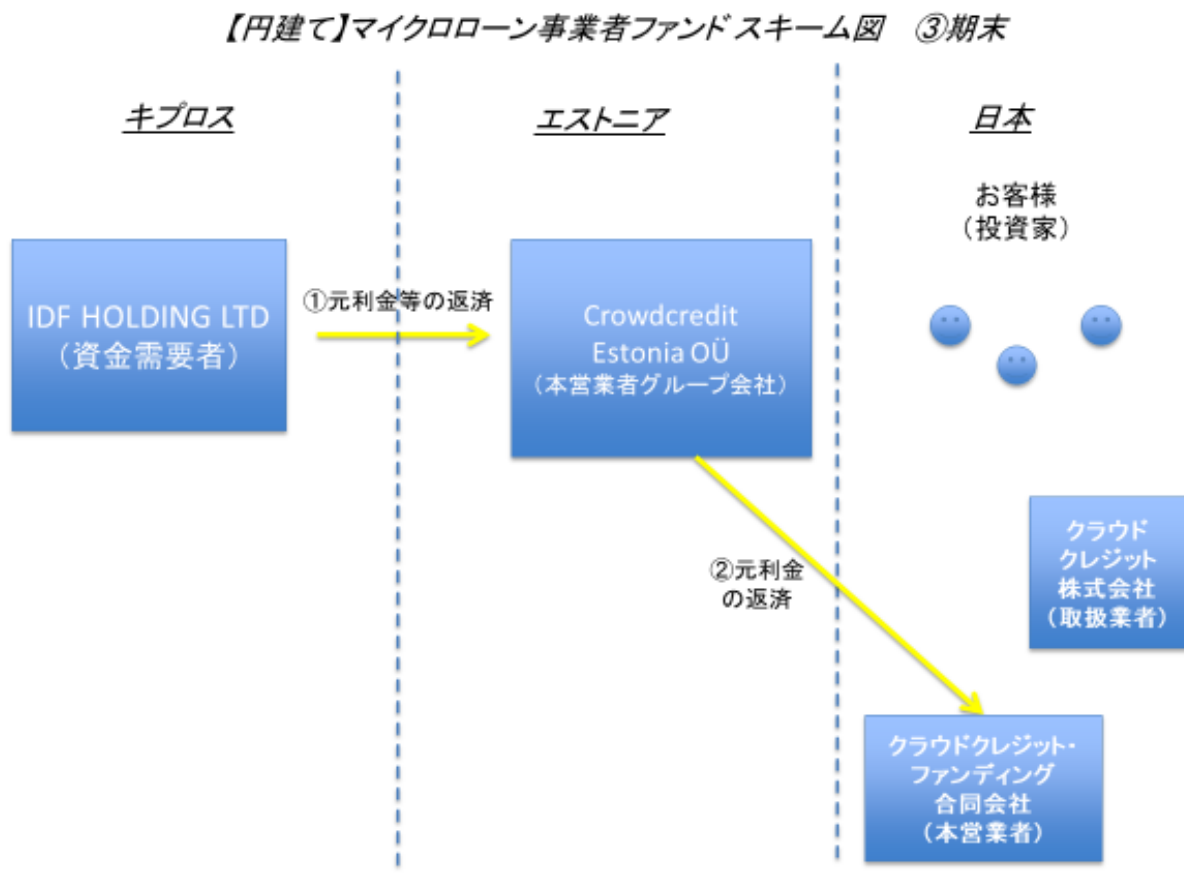 【円建て】マイクロローン事業者ファンド スキーム図　③期末
キプロス
エストニア
日本
お客様
（投資家）
IDF HOLDING LTD
（資金需要者）
①元利金等の返済
Crowdcredit
Estonia OÜ
（本営業者グループ会社）
②元利金
の返済
クラウド
クレジット
株式会社
（取扱業者）
クラウドクレジット・
ファンディング
合同会社
（本営業者）